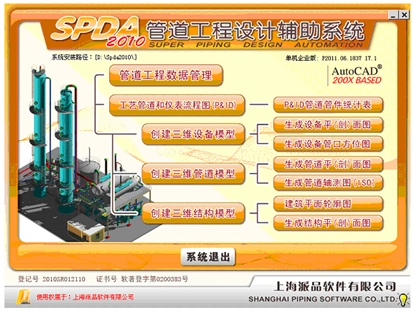 SPDA 2010 管道工程设计辅助系统
SUPER PIPING DESIGN AUTOMATION
系统安装路径：[D:\Spda2010\]
单机企业版：P2011.06.1837 17.1
AutoCAD®
200X BASED
管道工程数据管理
工艺管道和仪表流程图(P&ID)
P&ID管道管件统计表
创建三维设备模型
生成设备平(剖)面图
生成设备管口方位图
创建三维管道模型
生成管道平(剖)面图
生成管道轴测图(ISO)
创建三维结构模型
建筑平面轮廓图
生成结构平(剖)面图
系统退出
登记号 2010SR012110 证书号 软著登字第0200383号
上海派品软件有限公司
使用权属于：上海派品软件有限公司
SHANGHAI PIPING SOFTWARE CO.,LTD.